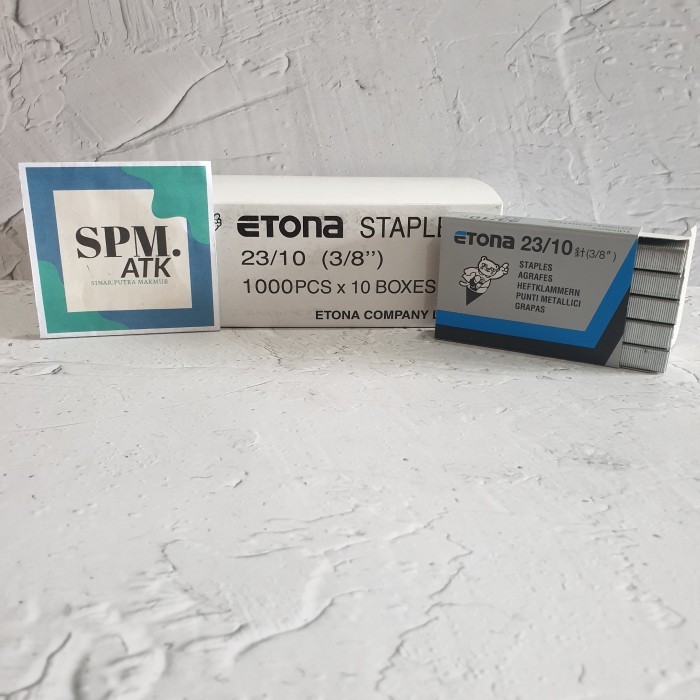 SPM.
ATK
SINAR PUTRA MAKMUR
ETONA STAPLE
23/10 (3/8")
1000PCS x 10 BOXES
ETONA COMPANY
ETONA 23/10 針 (3/8")
STAPLES
AGRAFES
HEFTKLAMMERN
PUNTI METALLICI
GRAPAS